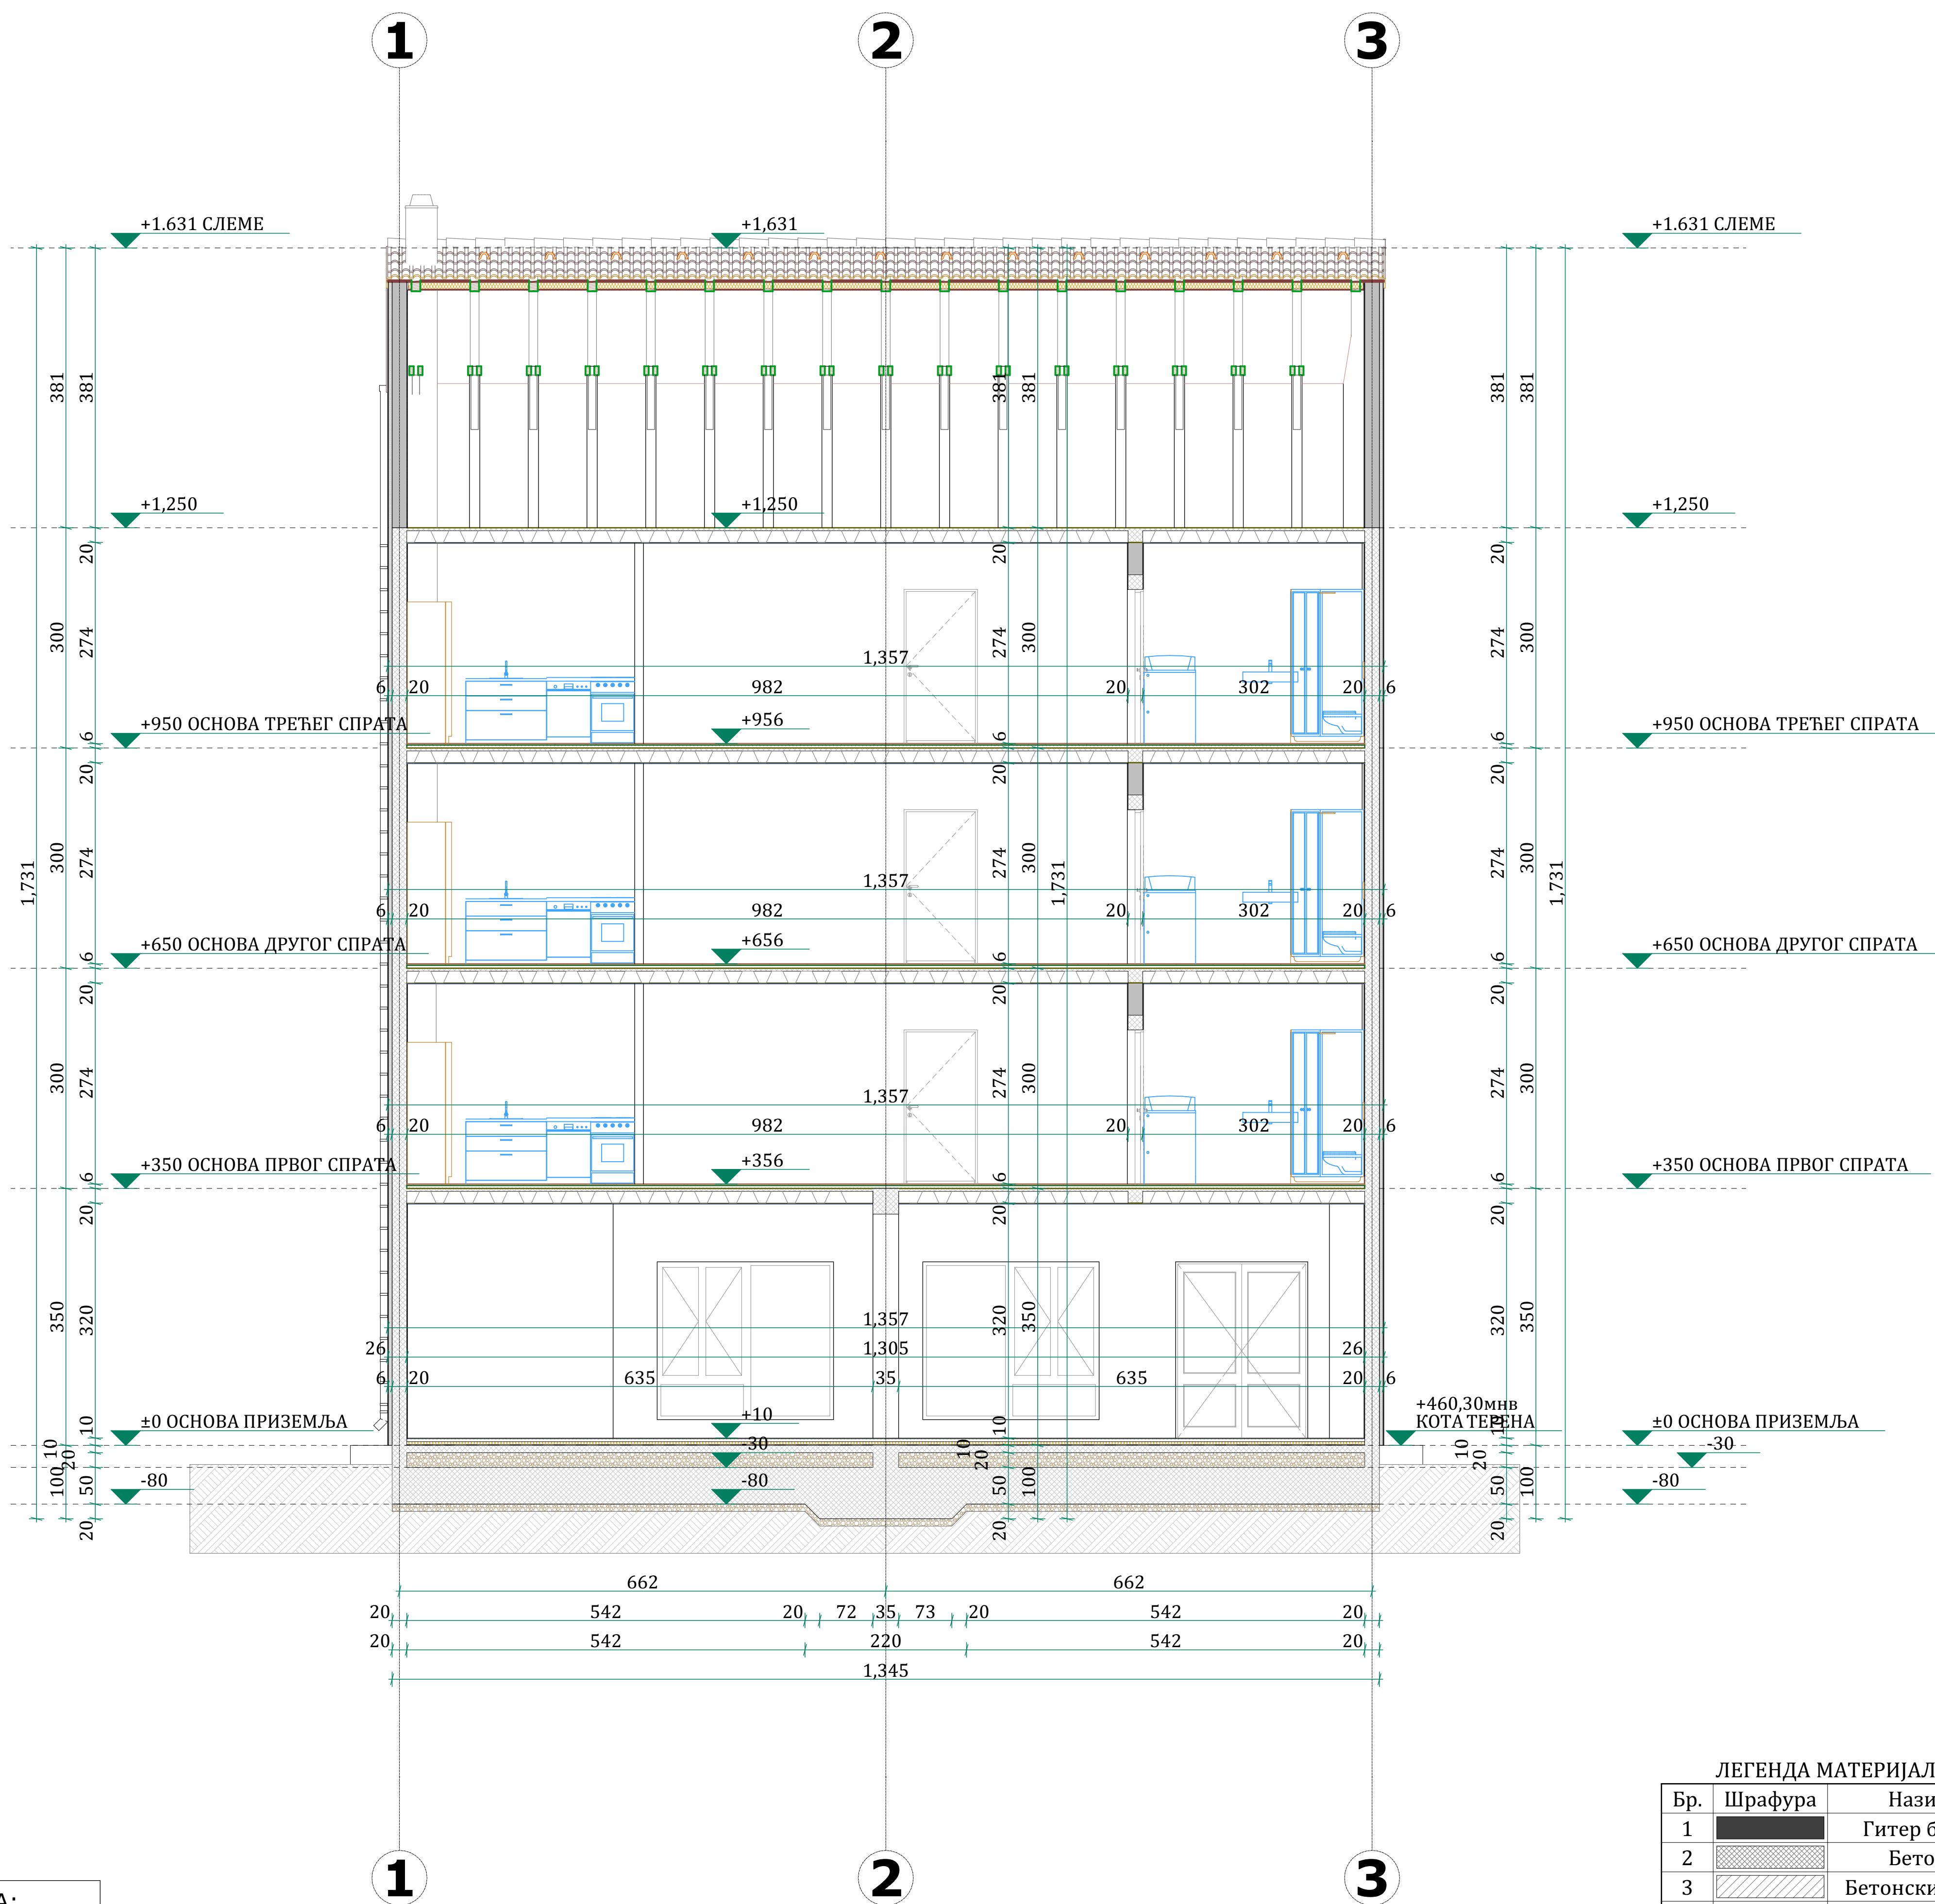 1 2 3
+1.631 СЛЕМЕ +1,631 +1.631 СЛЕМЕ
381 381 381 381 381 381
+1,250 +1,250 +1,250
20 20 20
300 274 274 300 274 300
1,357
6 20 982 20 302 20 6
+950 ОСНОВА ТРЕЋЕГ СПРАТА +956 +950 ОСНОВА ТРЕЋЕГ СПРАТА
6 6 6
20 20 20
1,731 300 274 274 300 1,731 274 300 1,731
1,357
6 20 982 20 302 20 6
+650 ОСНОВА ДРУГОГ СПРАТА +656 +650 ОСНОВА ДРУГОГ СПРАТА
6 6 6
20 20 20
300 274 274 300 274 300
1,357
6 20 982 20 302 20 6
+350 ОСНОВА ПРВОГ СПРАТА +356 +350 ОСНОВА ПРВОГ СПРАТА
6 6 6
20 20 20
350 320 1,357 320 350 320 350
26 1,305 26
6 20 635 35 635 20 6
+460,30мнв
КОТА ТЕРЕНА
±0 ОСНОВА ПРИЗЕМЉА 10 +10 10 10 ±0 ОСНОВА ПРИЗЕМЉА
10 20 -30 10 20 10 20 -30
-80 100 50 -80 50 100 50 100 -80
20 20 20
662 662
20 542 20 72 35 73 20 542 20
20 542 220 542 20
1,345
ЛЕГЕНДА МАТЕРИЈАЛ
Бр. Шрафура Нази
1 Гитер б
2 Бето
3 Бетонски
1 2 3
А: